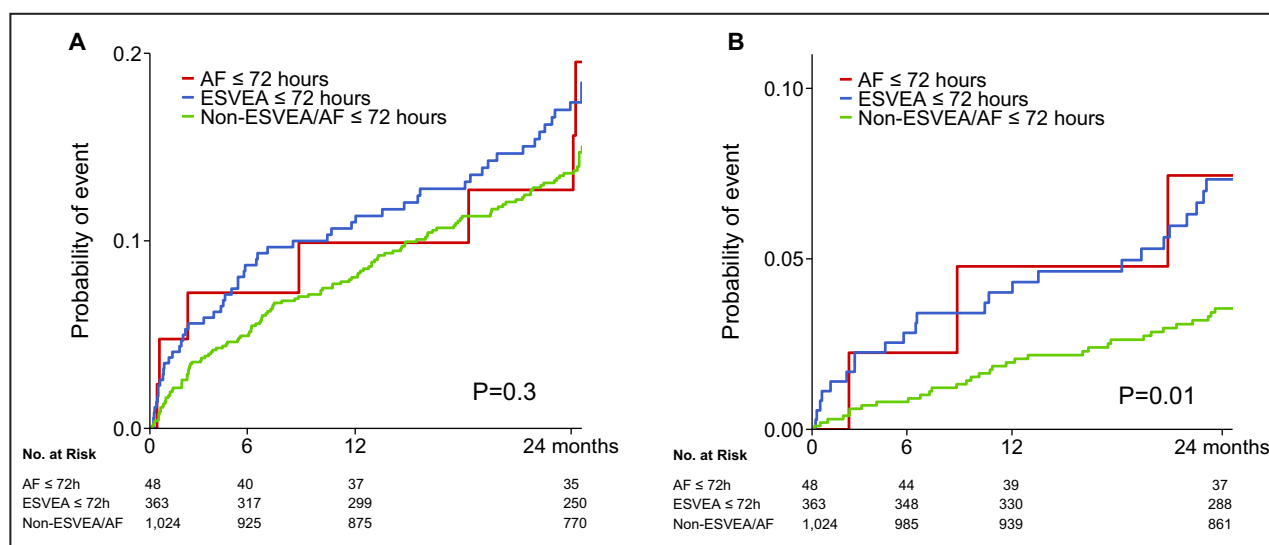 A
0.2
AF ≤ 72 hours
ESVEA ≤ 72 hours
Non-ESVEA/AF ≤ 72 hours
Probability of event
0.1
P=0.3
0.0
0 6 12 24 months
No. at Risk
AF ≤ 72h 48 40 37 35
ESVEA ≤ 72h 363 317 299 250
Non-ESVEA/AF 1,024 925 875 770
B
0.10
AF ≤ 72 hours
ESVEA ≤ 72 hours
Non-ESVEA/AF ≤ 72 hours
Probability of event
0.05
P=0.01
0.00
0 6 12 24 months
No. at Risk
AF ≤ 72h 48 44 39 37
ESVEA ≤ 72h 363 348 330 288
Non-ESVEA/AF 1,024 985 939 861